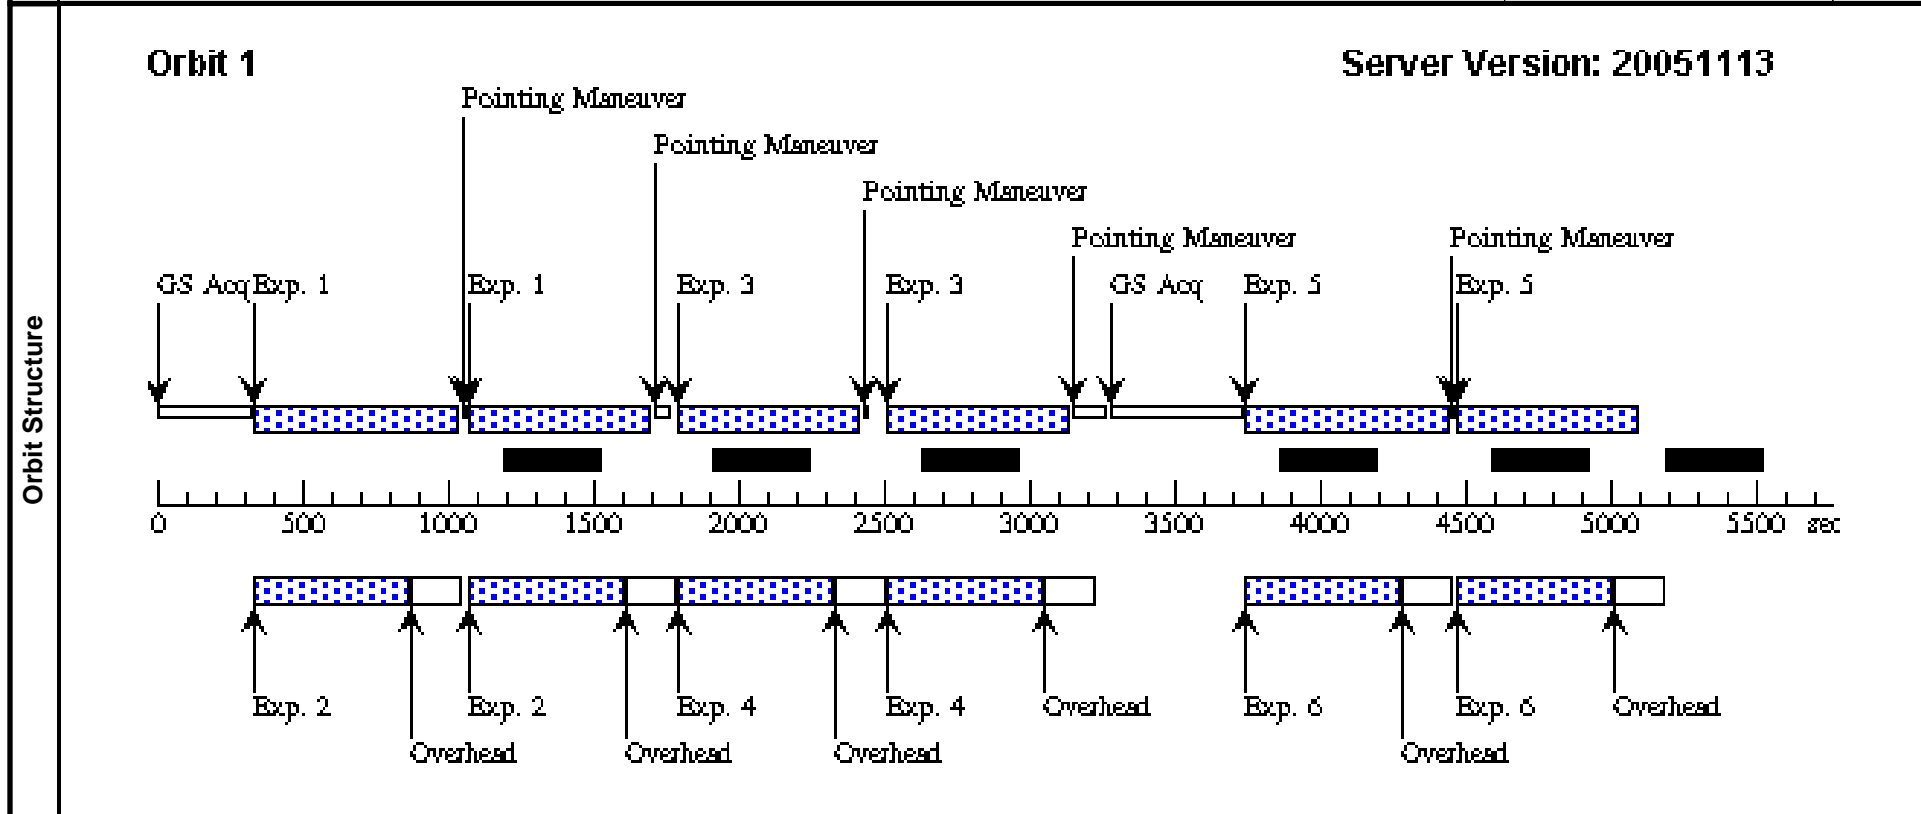 Orbit 1 Server Version: 20051113
Pointing Maneuver
Pointing Maneuver
Pointing Maneuver
Pointing Maneuver Pointing Maneuver
GS Acq Exp. 1 Exp. 1 Exp. 3 Exp. 3 GS Acq Exp. 5 Exp. 5
Orbit Structure
0 500 1000 1500 2000 2500 3000 3500 4000 4500 5000 5500 sec
Exp. 2 Exp. 2 Exp. 4 Exp. 4 Overhead Exp. 6 Exp. 6 Overhead
Overhead Overhead Overhead Overhead